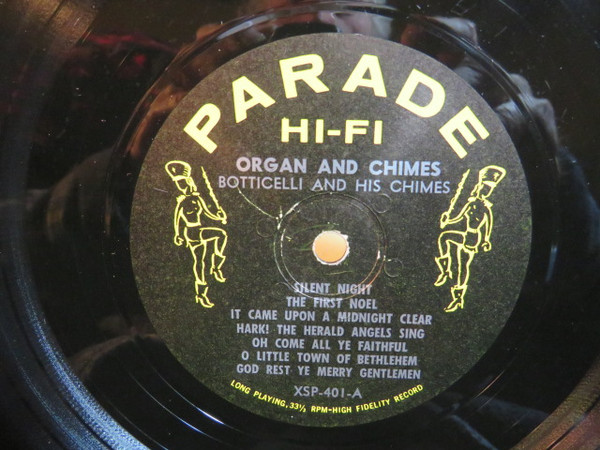 PARADE
HI-FI
ORGAN AND CHIMES
BOTTICELLI AND HIS CHIMES
SILENT NIGHT
THE FIRST NOEL
IT CAME UPON A MIDNIGHT CLEAR
HARK! THE HERALD ANGELS SING
OH COME ALL YE FAITHFUL
O LITTLE TOWN OF BETHLEHEM
GOD REST YE MERRY GENTLEMEN
XSP-401-A
LONG PLAYING, 33⅓ RPM-HIGH FIDELITY RECORD